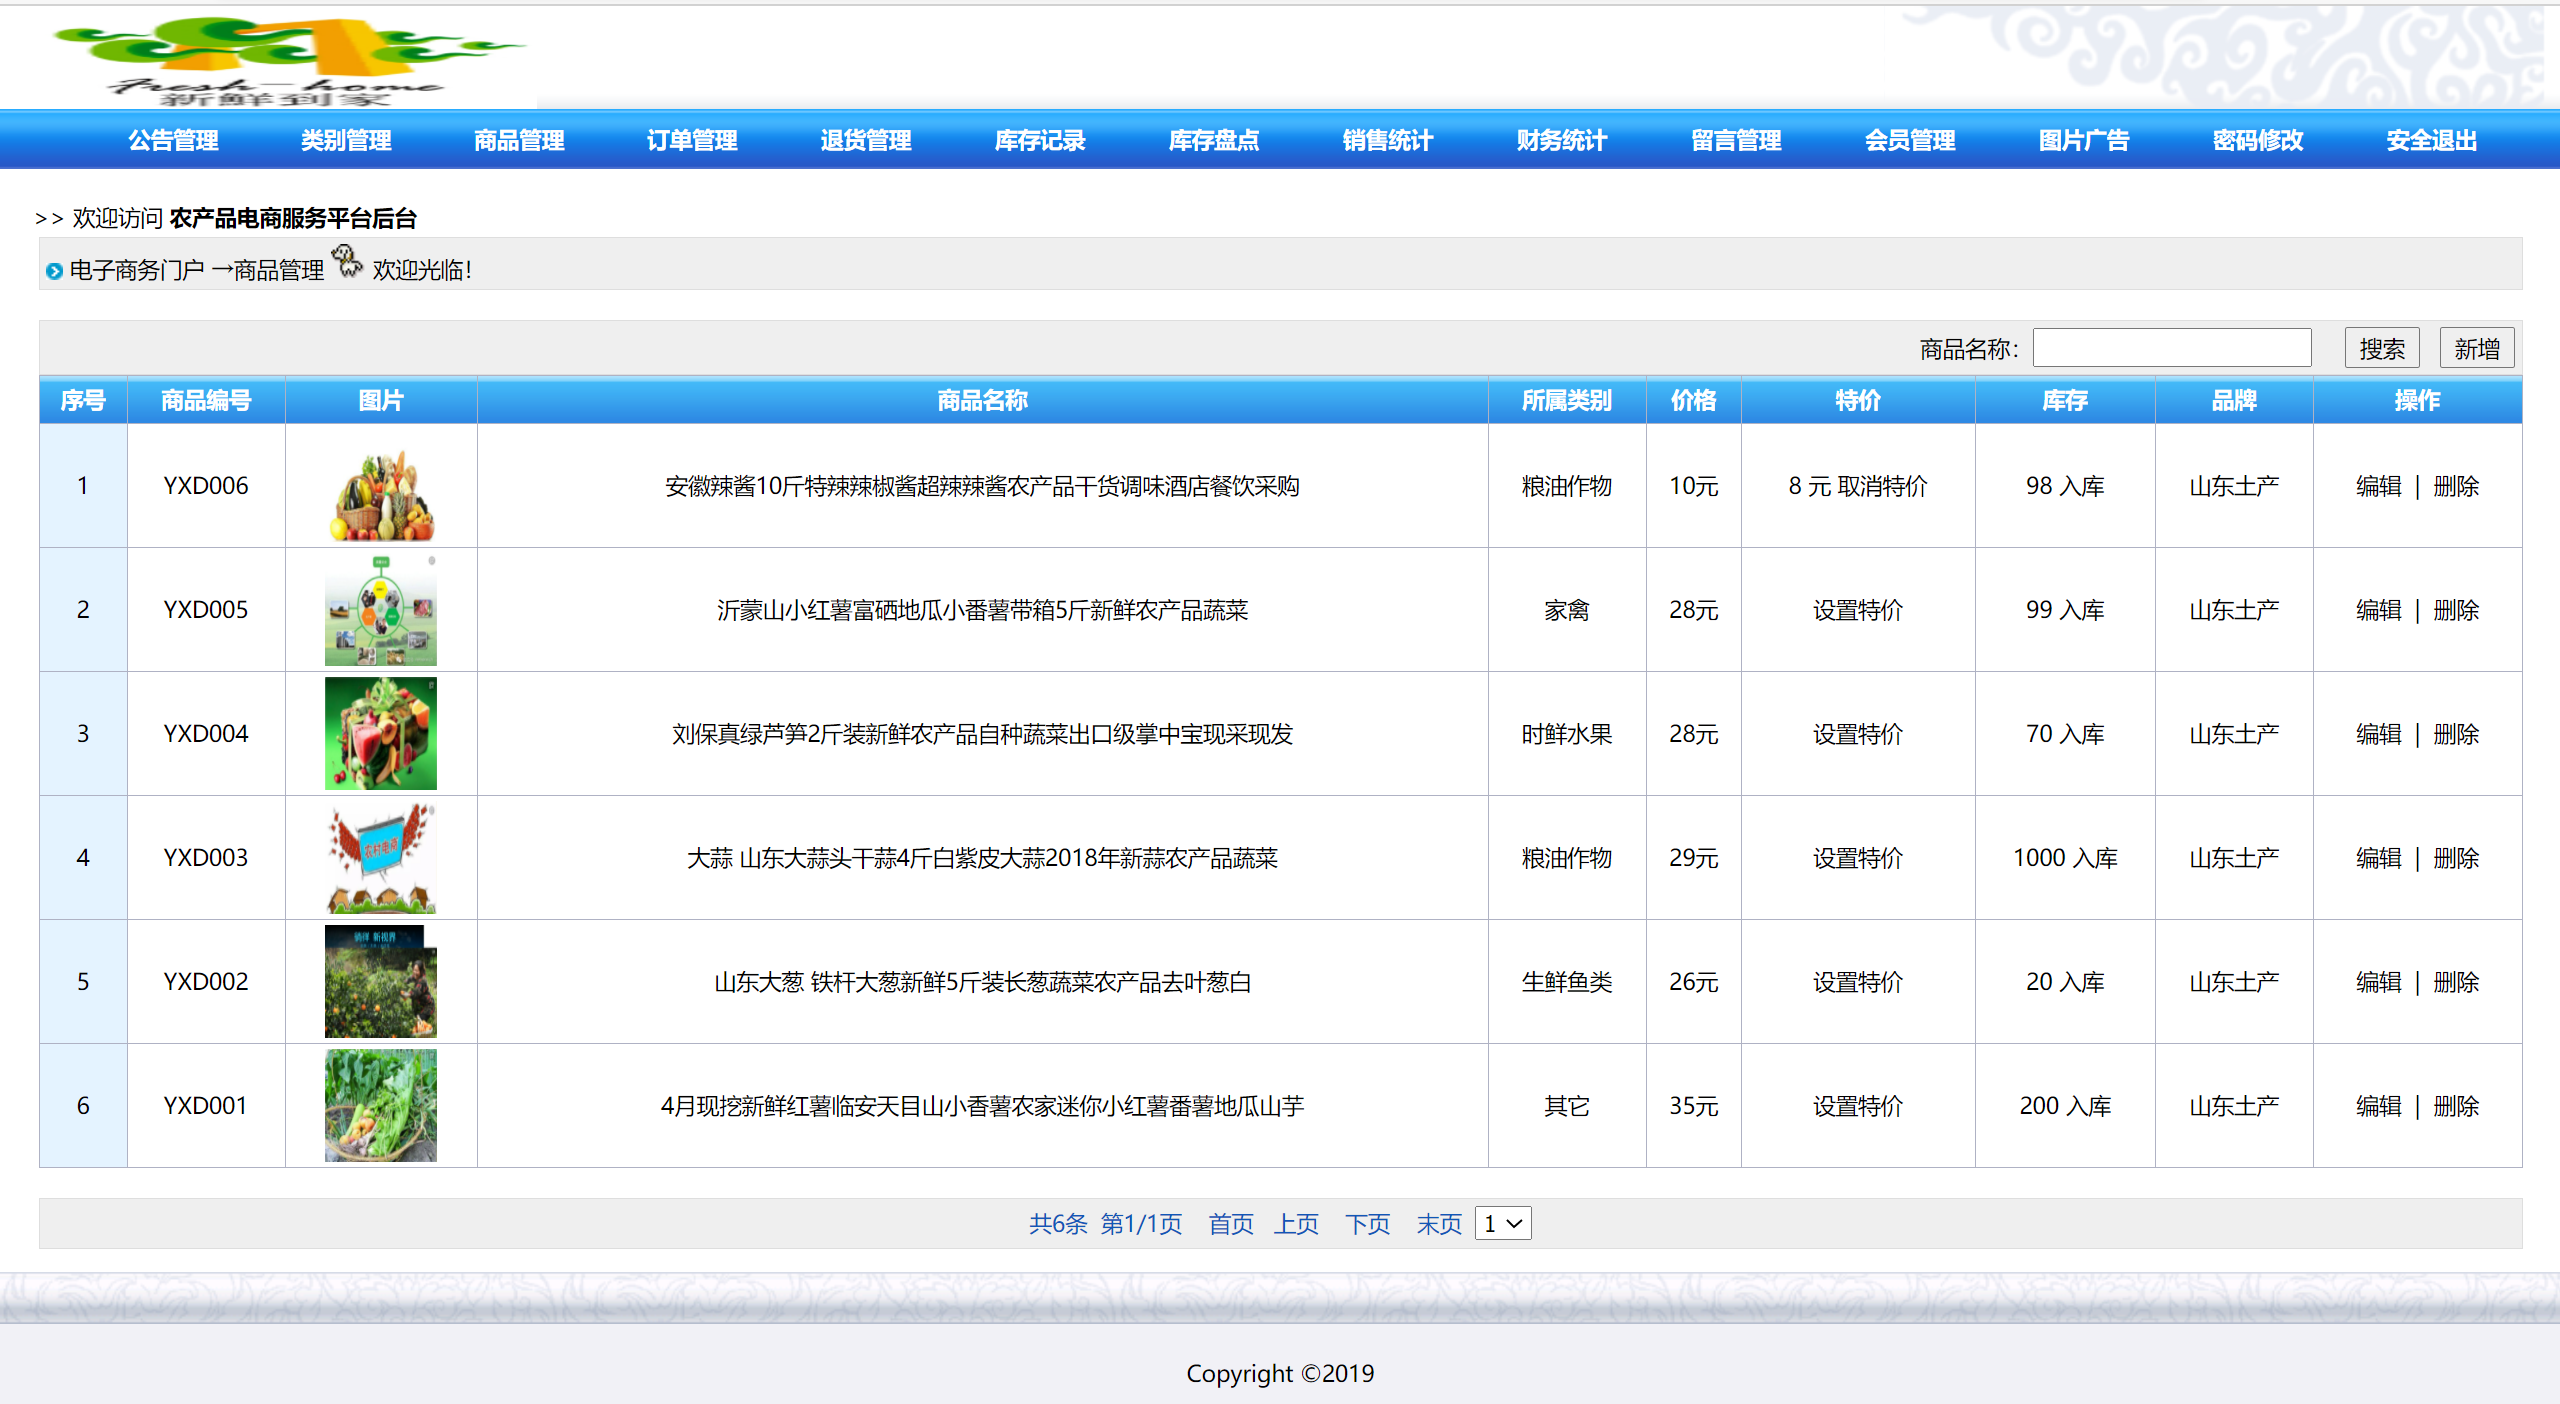 Fresh-home
新鲜到家
公告管理 类别管理 商品管理 订单管理 退货管理 库存记录 库存盘点 销售统计 财务统计 留言管理 会员管理 图片广告 密码修改 安全退出
>> 欢迎访问 农产品电商服务平台后台
电子商务门户 →商品管理 欢迎光临!
商品名称: 搜索 新增
序号 商品编号 图片 商品名称 所属类别 价格 特价 库存 品牌 操作
1 YXD006 安徽辣酱10斤特辣辣椒酱超辣辣酱农产品干货调味酒店餐饮采购 粮油作物 10元 8 元 取消特价 98 入库 山东土产 编辑 | 删除
2 YXD005 沂蒙山小红薯富硒地瓜小番薯带箱5斤新鲜农产品蔬菜 家禽 28元 设置特价 99 入库 山东土产 编辑 | 删除
3 YXD004 刘保真绿芦笋2斤装新鲜农产品自种蔬菜出口级掌中宝现采现发 时鲜水果 28元 设置特价 70 入库 山东土产 编辑 | 删除
农村电商
4 YXD003 大蒜 山东大蒜头干蒜4斤白紫皮大蒜2018年新蒜农产品蔬菜 粮油作物 29元 设置特价 1000 入库 山东土产 编辑 | 删除
5 YXD002 山东大葱 铁杆大葱新鲜5斤装长葱蔬菜农产品去叶葱白 生鲜鱼类 26元 设置特价 20 入库 山东土产 编辑 | 删除
6 YXD001 4月现挖新鲜红薯临安天目山小香薯农家迷你小红薯番薯地瓜山芋 其它 35元 设置特价 200 入库 山东土产 编辑 | 删除
共6条 第1/1页 首页 上页 下页 末页 1
Copyright ©2019